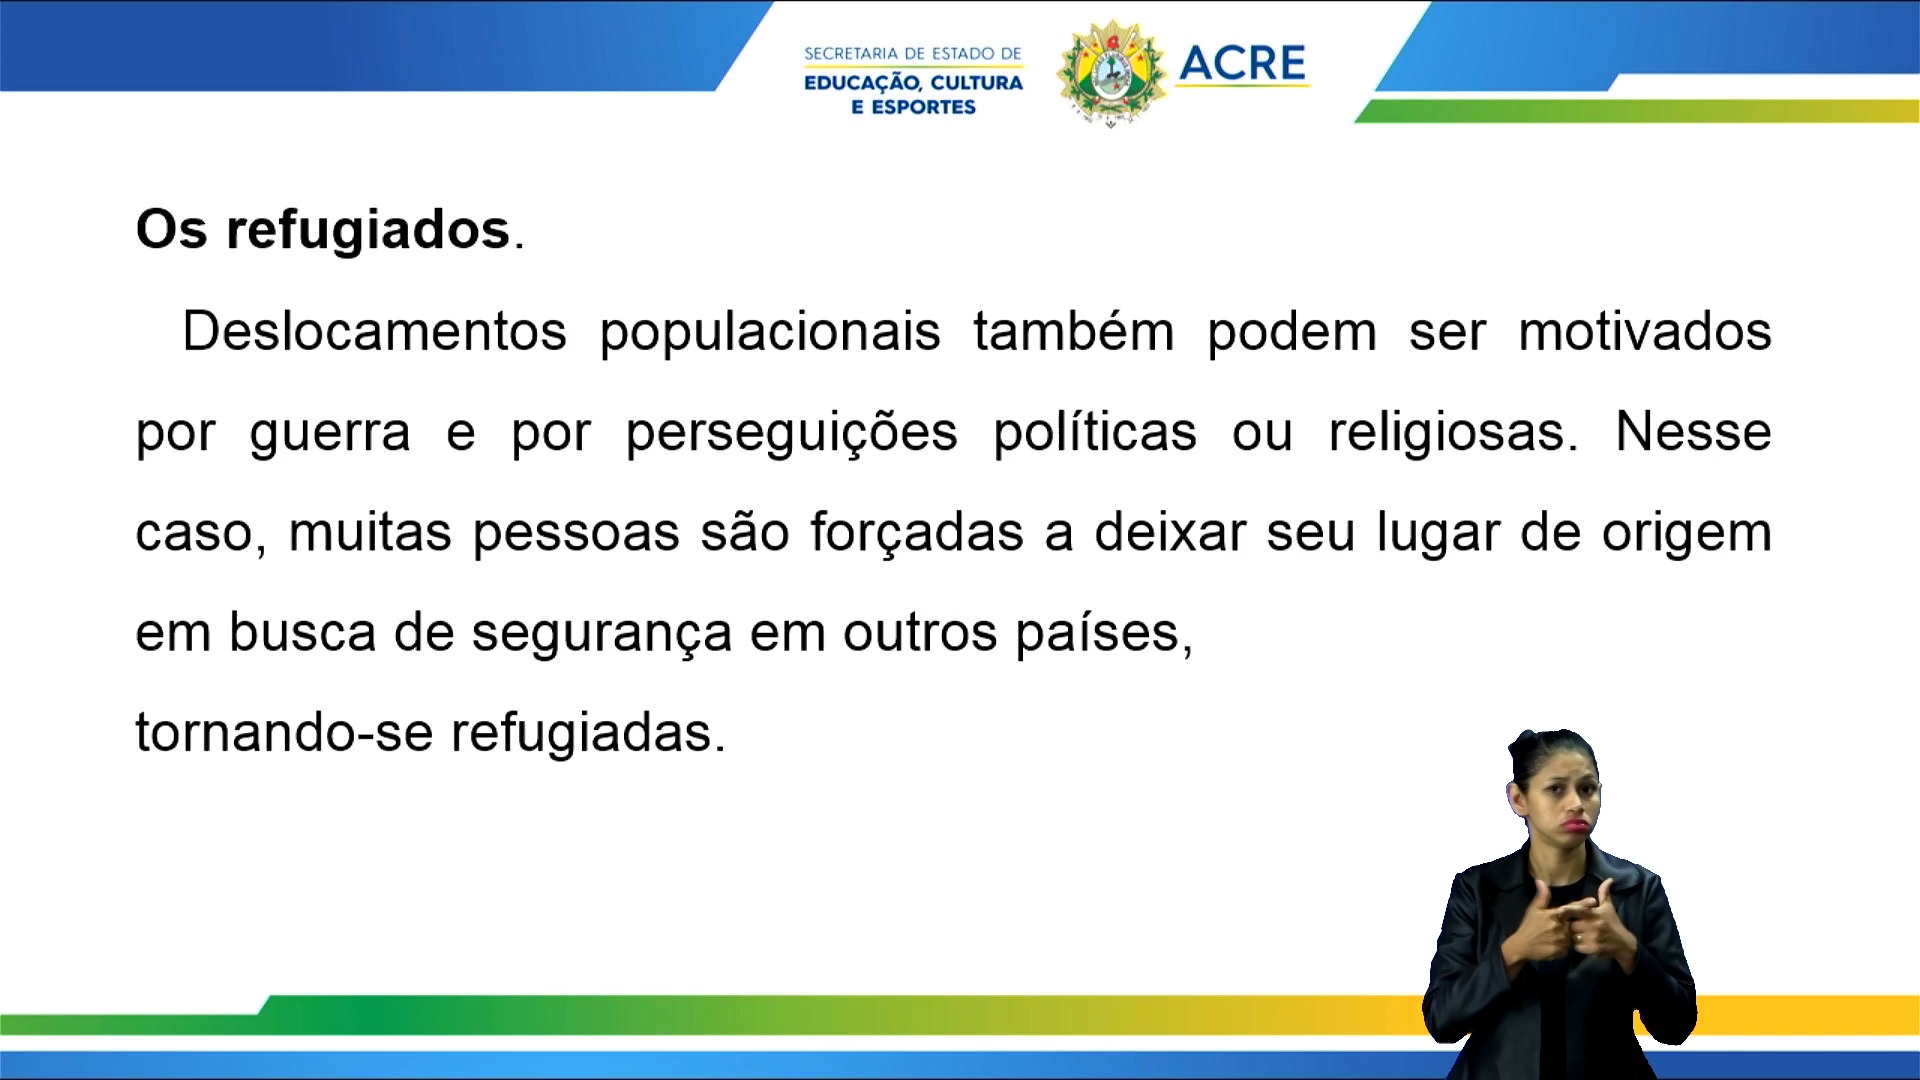 SECRETARIA DE ESTADO DE
EDUCAÇÃO, CULTURA
E ESPORTES
ACRE
Os refugiados.
Deslocamentos populacionais também podem ser motivados
por guerra e por perseguições políticas ou religiosas. Nesse
caso, muitas pessoas são forçadas a deixar seu lugar de origem
em busca de segurança em outros países,
tornando-se refugiadas.